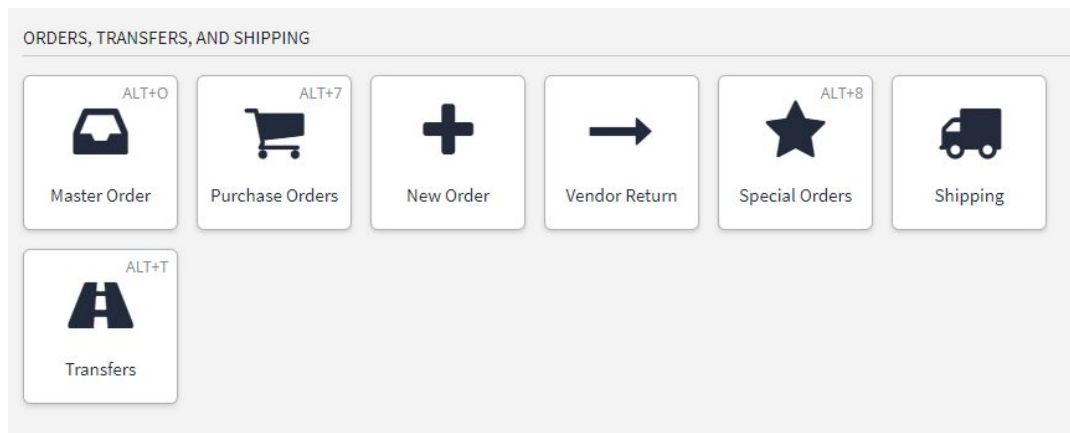 ORDERS, TRANSFERS, AND SHIPPING
ALT+O
Master Order
ALT+7
Purchase Orders
New Order
Vendor Return
ALT+8
Special Orders
Shipping
ALT+T
Transfers